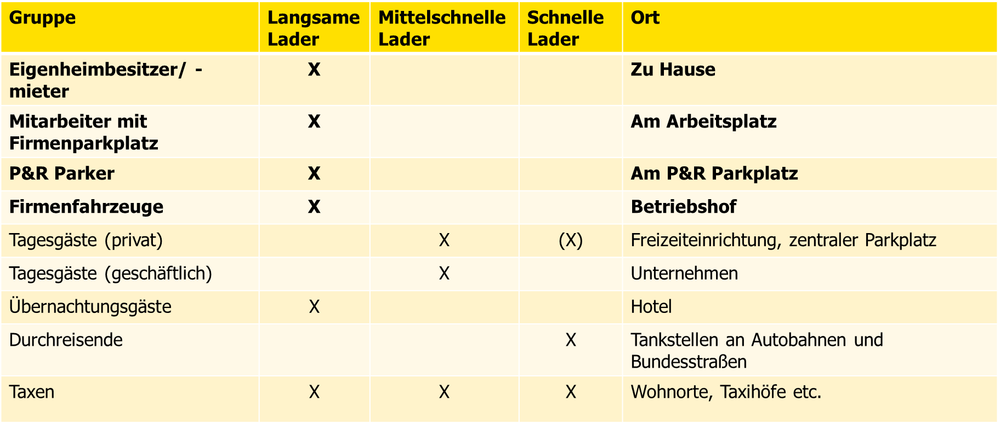 Gruppe Langsame Lader Mittelschnelle Lader Schnelle Lader Ort
Eigenheimbesitzer/ -
mieter X Zu Hause
Mitarbeiter mit
Firmenparkplatz X Am Arbeitsplatz
P&R Parker X Am P&R Parkplatz
Firmenfahrzeuge X Betriebshof
Tagesgäste (privat) X (X) Freizeiteinrichtung, zentraler Parkplatz
Tagesgäste (geschäftlich) X Unternehmen
Übernachtungsgäste X Hotel
Durchreisende X Tankstellen an Autobahnen und
Bundesstraßen
Taxen X X X Wohnorte, Taxihöfe etc.